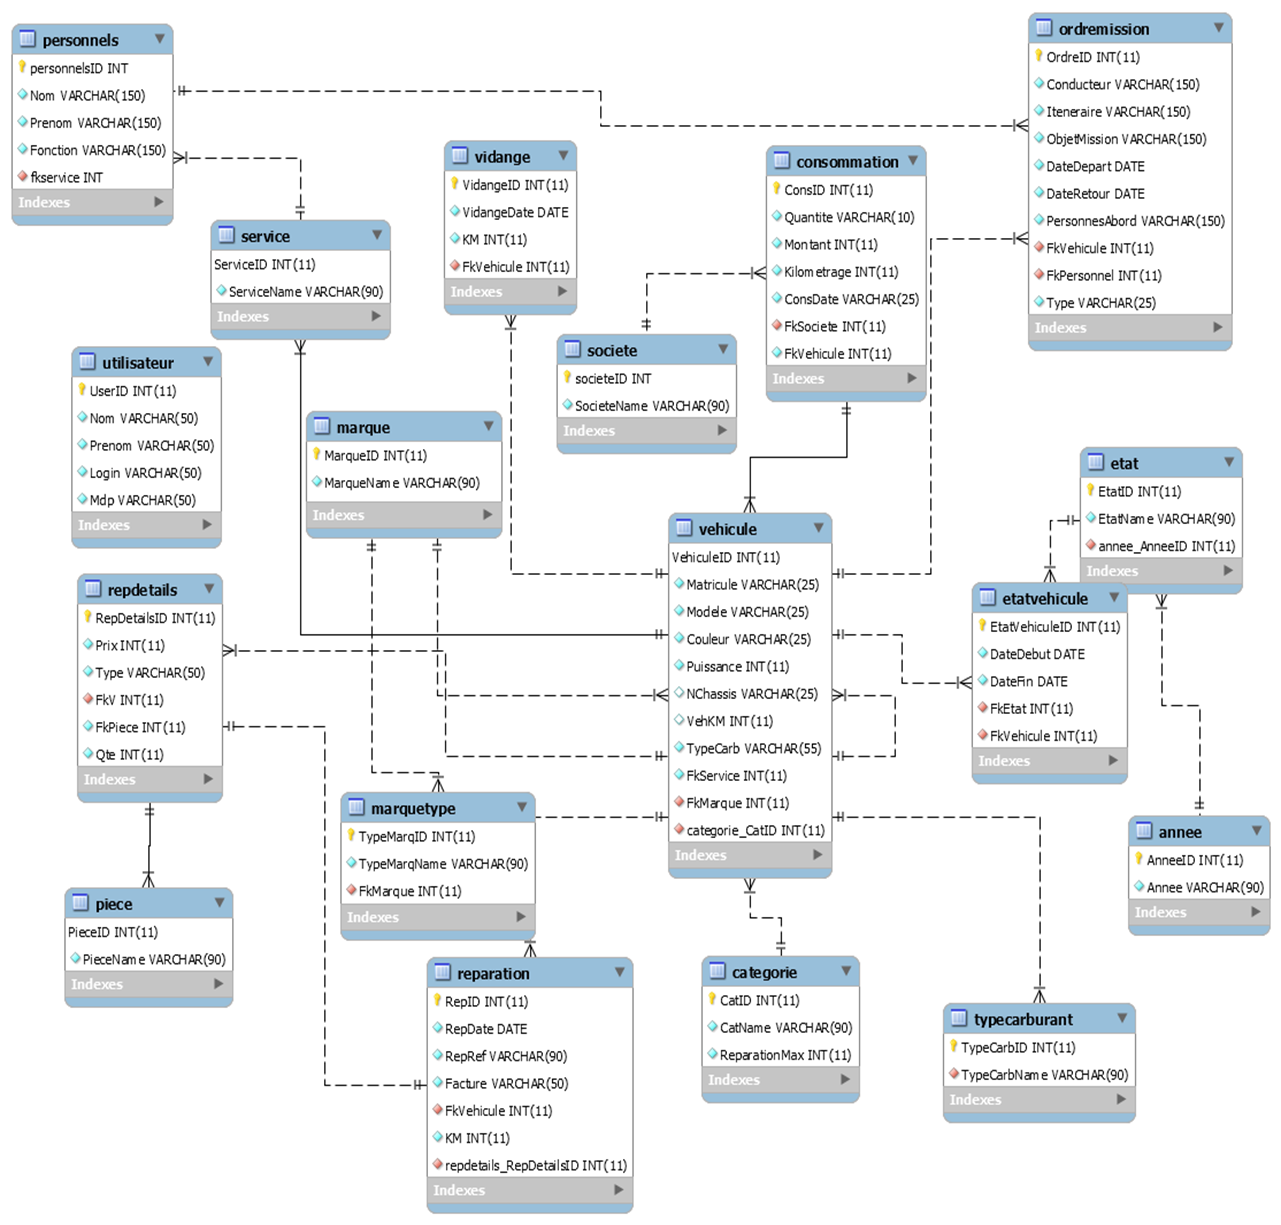 personnels
personnelsID INT
Nom VARCHAR(150)
Prenom VARCHAR(150)
Fonction VARCHAR(150)
fkservice INT
Indexes
ordremission
OrdreID INT(11)
Conducteur VARCHAR(150)
Iteneraire VARCHAR(150)
ObjetMission VARCHAR(150)
DateDepart DATE
DateRetour DATE
PersonnesAbord VARCHAR(150)
FkVehicule INT(11)
FkPersonnel INT(11)
Type VARCHAR(25)
Indexes
vidange
VidangeID INT(11)
VidangeDate DATE
KM INT(11)
FkVehicule INT(11)
Indexes
consommation
ConsID INT(11)
Quantite VARCHAR(10)
Montant INT(11)
Kilometrage INT(11)
ConsDate VARCHAR(25)
FkSociete INT(11)
FkVehicule INT(11)
Indexes
service
ServiceID INT(11)
ServiceName VARCHAR(90)
Indexes
societe
societeID INT
SocieteName VARCHAR(90)
Indexes
utilisateur
UserID INT(11)
Nom VARCHAR(50)
Prenom VARCHAR(50)
Login VARCHAR(50)
Mdp VARCHAR(50)
Indexes
marque
MarqueID INT(11)
MarqueName VARCHAR(90)
Indexes
etat
EtatID INT(11)
EtatName VARCHAR(90)
annee_AnneeID INT(11)
Indexes
vehicule
VehiculeID INT(11)
Matricule VARCHAR(25)
Modele VARCHAR(25)
Couleur VARCHAR(25)
Puissance INT(11)
NChassis VARCHAR(25)
VehKM INT(11)
TypeCarb VARCHAR(55)
FkService INT(11)
FkMarque INT(11)
categorie_CatID INT(11)
Indexes
repdetails
RepDetailsID INT(11)
Prix INT(11)
Type VARCHAR(50)
FkV INT(11)
FkPiece INT(11)
Qte INT(11)
Indexes
etatvehicule
EtatVehiculeID INT(11)
DateDebut DATE
DateFin DATE
FkEtat INT(11)
FkVehicule INT(11)
Indexes
marquetype
TypeMarqID INT(11)
TypeMarqName VARCHAR(90)
FkMarque INT(11)
Indexes
annee
AnneeID INT(11)
Annee VARCHAR(90)
Indexes
piece
PieceID INT(11)
PieceName VARCHAR(90)
Indexes
reparation
RepID INT(11)
RepDate DATE
RepRef VARCHAR(90)
Facture VARCHAR(50)
FkVehicule INT(11)
KM INT(11)
repdetails_RepDetailsID INT(11)
Indexes
categorie
CatID INT(11)
CatName VARCHAR(90)
ReparationMax INT(11)
Indexes
typecarburant
TypeCarbID INT(11)
TypeCarbName VARCHAR(90)
Indexes